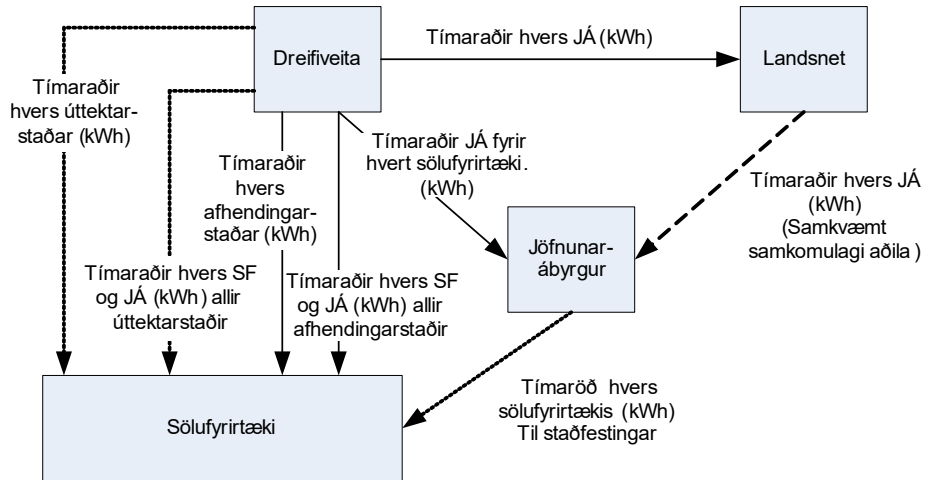 Dreifiveita
Tímaraðir hvers JÁ (kWh)
Landsnet
Tímaraðir
hvers úttektar-
staðar (kWh)
Tímaraðir
hvers
afhendingar-
staðar (kWh)
Tímaraðir JÁ fyrir
hvert sölufyrirtæki.
(kWh)
Tímaraðir hvers JÁ
(kWh)
(Samkvæmt
samkomulagi aðila )
Jöfnunar-
ábyrgur
Tímaraðir hvers SF
og JÁ (kWh) allir
úttektarstaðir
Tímaraðir hvers SF
og JÁ (kWh) allir
afhendingarstaðir
Tímaröð hvers
sölufyrirtækis (kWh)
Til staðfestingar
Sölufyrirtæki